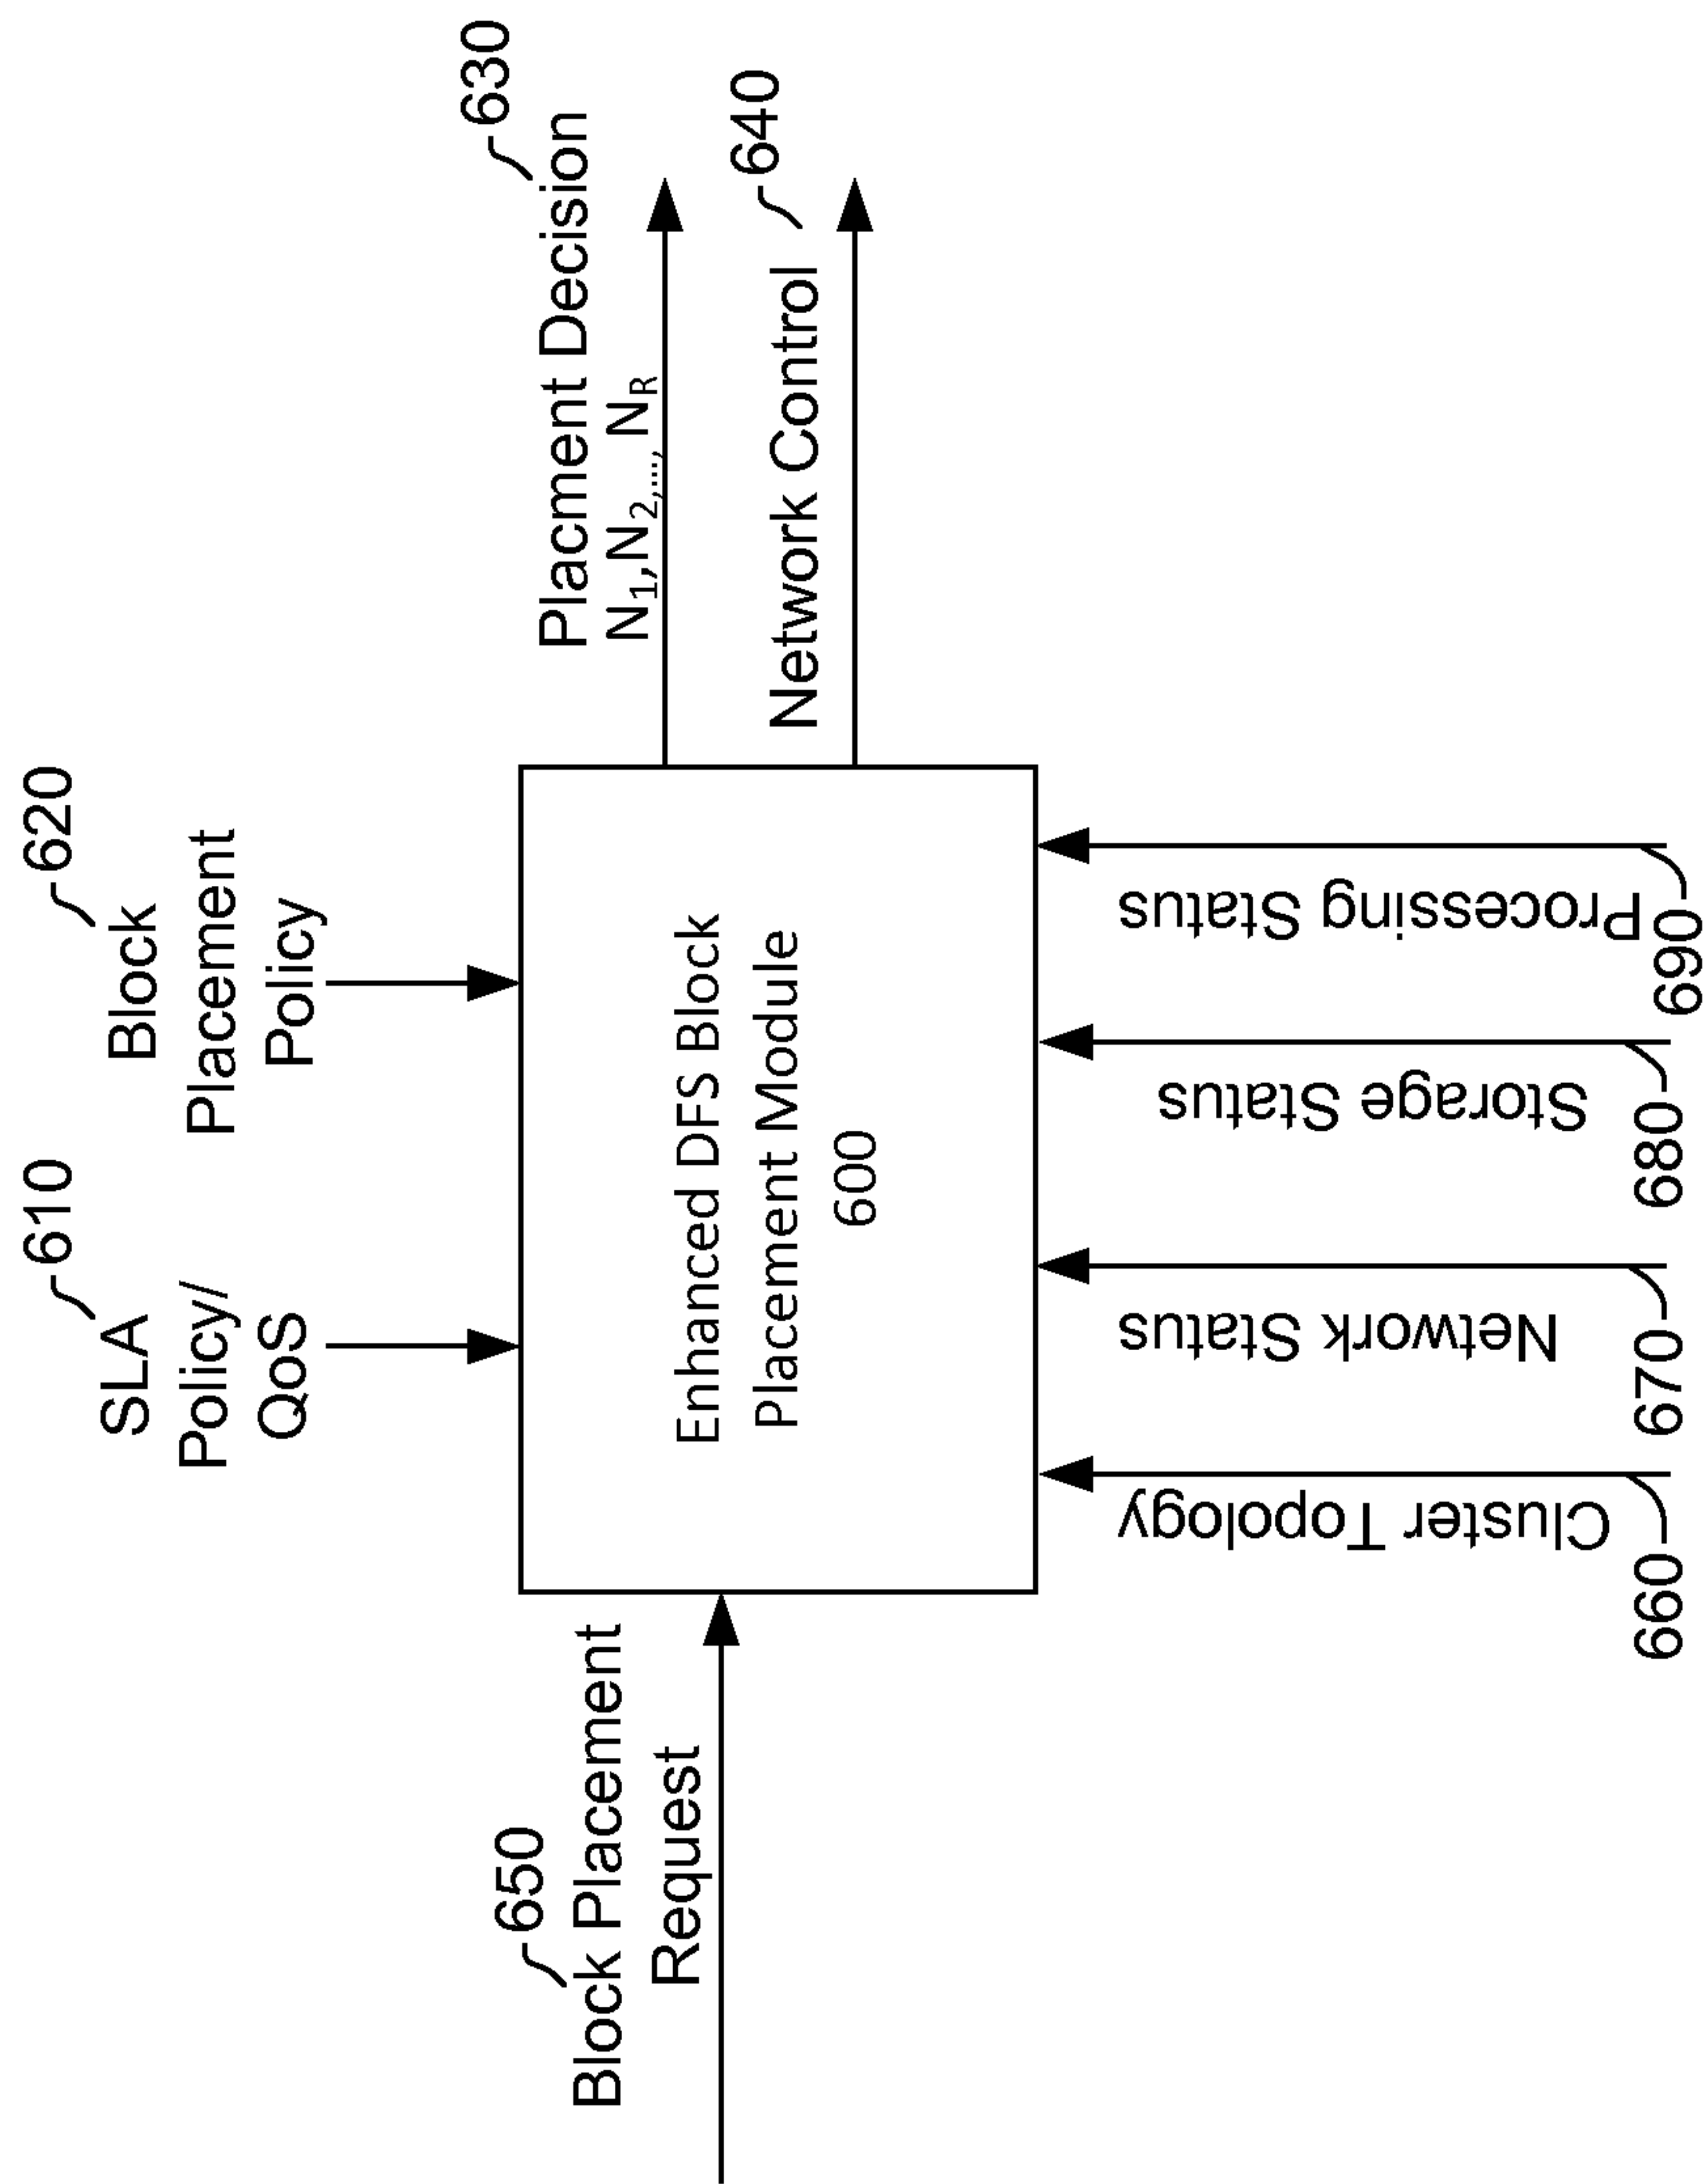 610
SLA
Policy/
QoS
620
Block
Placement
Policy
630
Placment Decision
N1,N2,..., NR
Network Control
640
650
Block Placement
Request
Enhanced DFS Block
Placement Module
600
Cluster Topology
660
Network Status
670
Storage Status
680
Processing Status
690